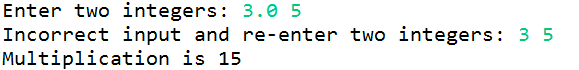 Enter two integers: 3.0 5
Incorrect input and re-enter two integers: 3 5
Multiplication is 15